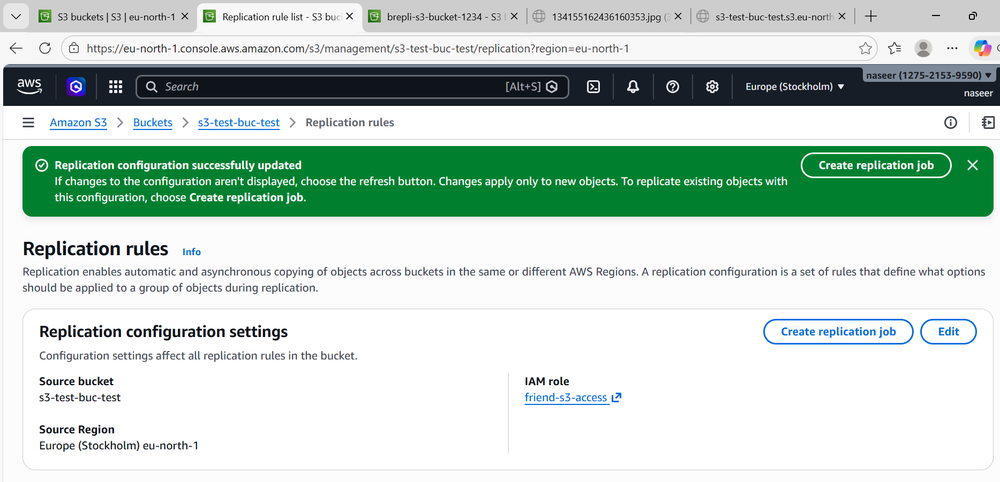 S3 buckets | S3 | eu-north-1
Replication rule list - S3 buc
brepli-s3-bucket-1234 - S3 b
134155162436160353.jpg (3
s3-test-buc-test.s3.eu-north
https://eu-north-1.console.aws.amazon.com/s3/management/s3-test-buc-test/replication?region=eu-north-1
aws
Search
[Alt+S]
Europe (Stockholm)
naseer (1275-2153-9590)
naseer
Amazon S3
Buckets
s3-test-buc-test
Replication rules
Replication configuration successfully updated
If changes to the configuration aren't displayed, choose the refresh button. Changes apply only to new objects. To replicate existing objects with
this configuration, choose Create replication job.
Create replication job
Replication rules Info
Replication enables automatic and asynchronous copying of objects across buckets in the same or different AWS Regions. A replication configuration is a set of rules that define what options
should be applied to a group of objects during replication.
Replication configuration settings
Create replication job
Edit
Configuration settings affect all replication rules in the bucket.
Source bucket
s3-test-buc-test
Source Region
Europe (Stockholm) eu-north-1
IAM role
friend-s3-access